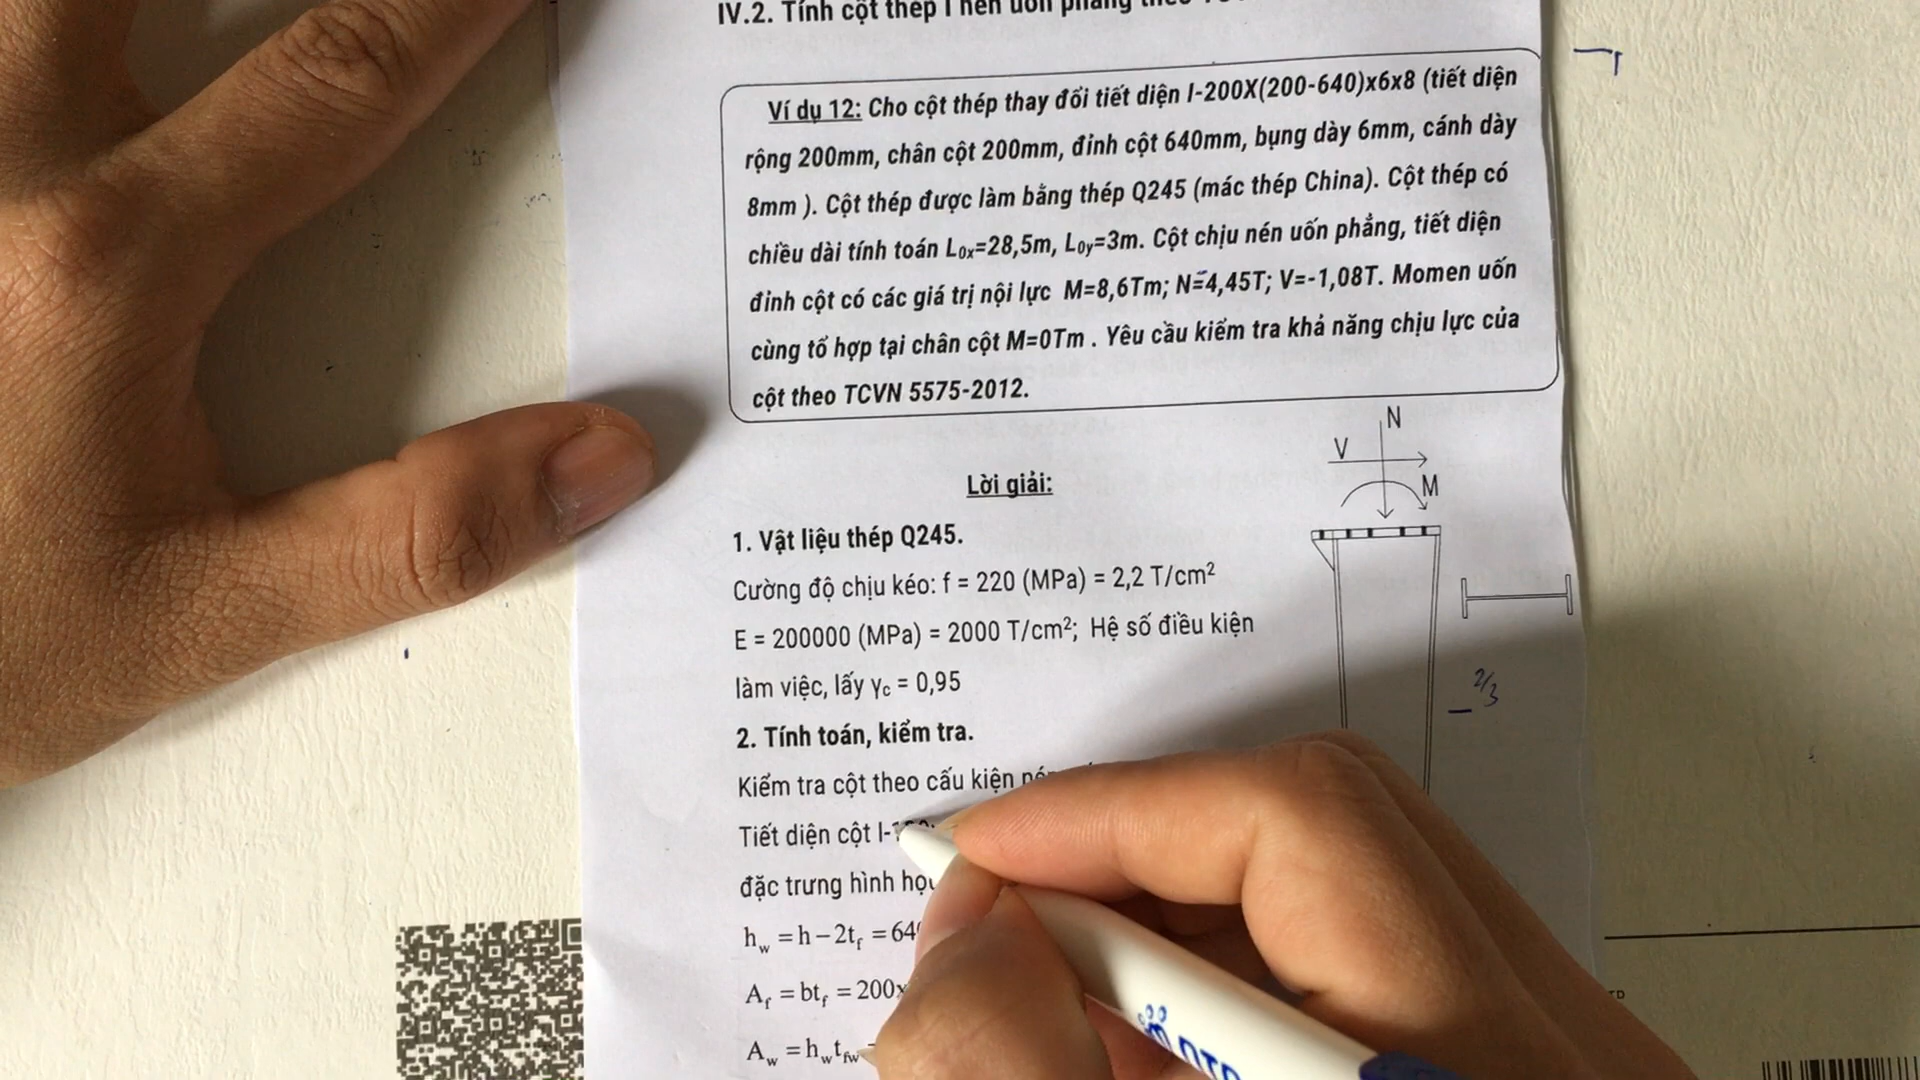 IV.2. Tính cột thép I nén uốn phẳng
Ví dụ 12: Cho cột thép thay đổi tiết diện I-200X(200-640)x6x8 (tiết diện
rộng 200mm, chân cột 200mm, đỉnh cột 640mm, bụng dày 6mm, cánh dày
8mm ). Cột thép được làm bằng thép Q245 (mác thép China). Cột thép có
chiều dài tính toán L₀ₓ=28,5m, L₀y=3m. Cột chịu nén uốn phẳng, tiết diện
đỉnh cột có các giá trị nội lực M=8,6Tm; N=4,45T; V=-1,08T. Momen uốn
cùng tổ hợp tại chân cột M=0Tm . Yêu cầu kiểm tra khả năng chịu lực của
cột theo TCVN 5575-2012.
N
V
M
Lời giải:
1. Vật liệu thép Q245.
Cường độ chịu kéo: f = 220 (MPa) = 2,2 T/cm²
E = 200000 (MPa) = 2000 T/cm²; Hệ số điều kiện
làm việc, lấy γc = 0,95
2/3
2. Tính toán, kiểm tra.
Kiểm tra cột theo cấu kiện
Tiết diện cột I-
đặc trưng hình
h_w = h − 2t_f = 64
A_f = bt_f = 200x
A_w = h_w t_fw